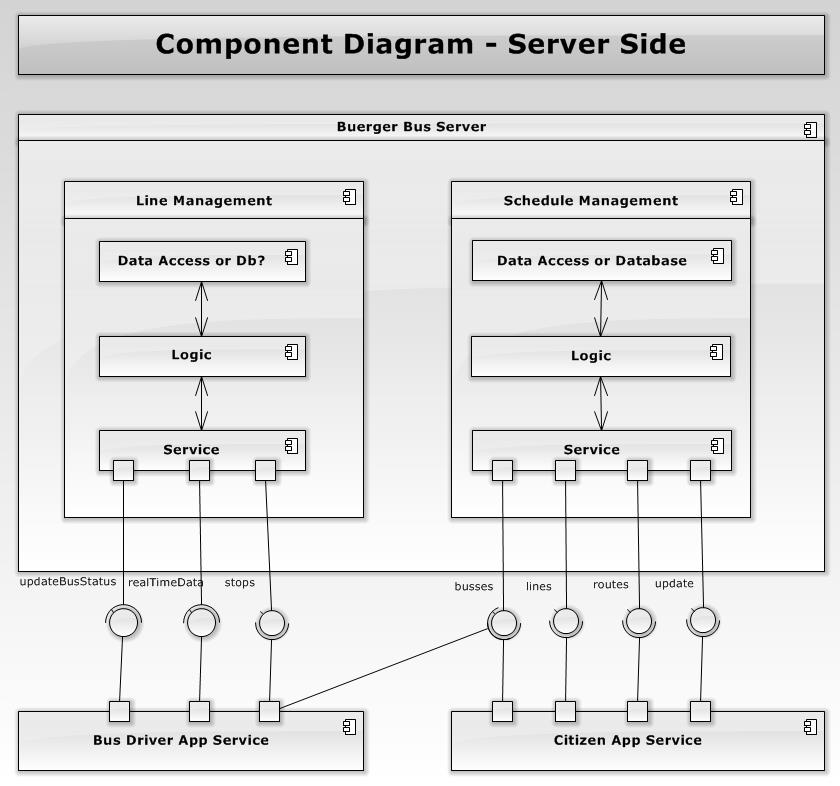 Component Diagram - Server Side
Buerger Bus Server
Line Management
Schedule Management
Data Access or Db?
Data Access or Database
Logic
Logic
Service
Service
updateBusStatus
realTimeData
stops
busses
lines
routes
update
Bus Driver App Service
Citizen App Service